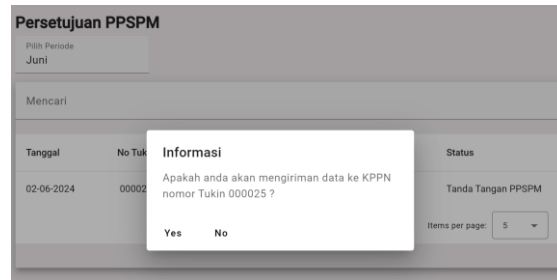 Persetujuan PPSPM
Pilih Periode
Juni
Mencari
Tanggal No Tuk Status
Informasi
Apakah anda akan mengiriman data ke KPPN
nomor Tukin 000025 ?
Yes No
02-06-2024 00002 Tanda Tangan PPSPM
Items per page: 5